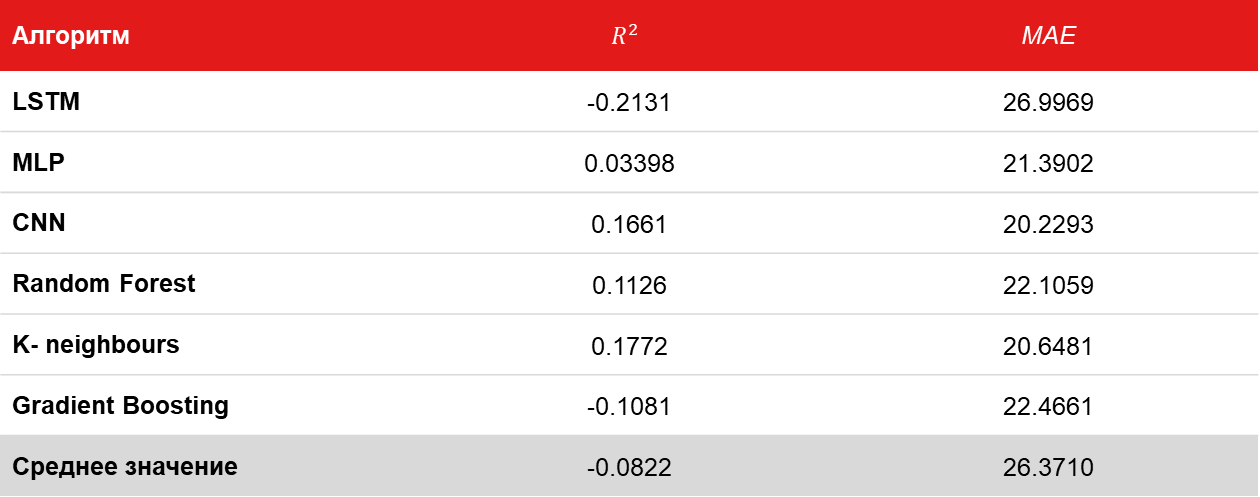 Алгоритм R² MAE
LSTM -0.2131 26.9969
MLP 0.03398 21.3902
CNN 0.1661 20.2293
Random Forest 0.1126 22.1059
K- neighbours 0.1772 20.6481
Gradient Boosting -0.1081 22.4661
Среднее значение -0.0822 26.3710